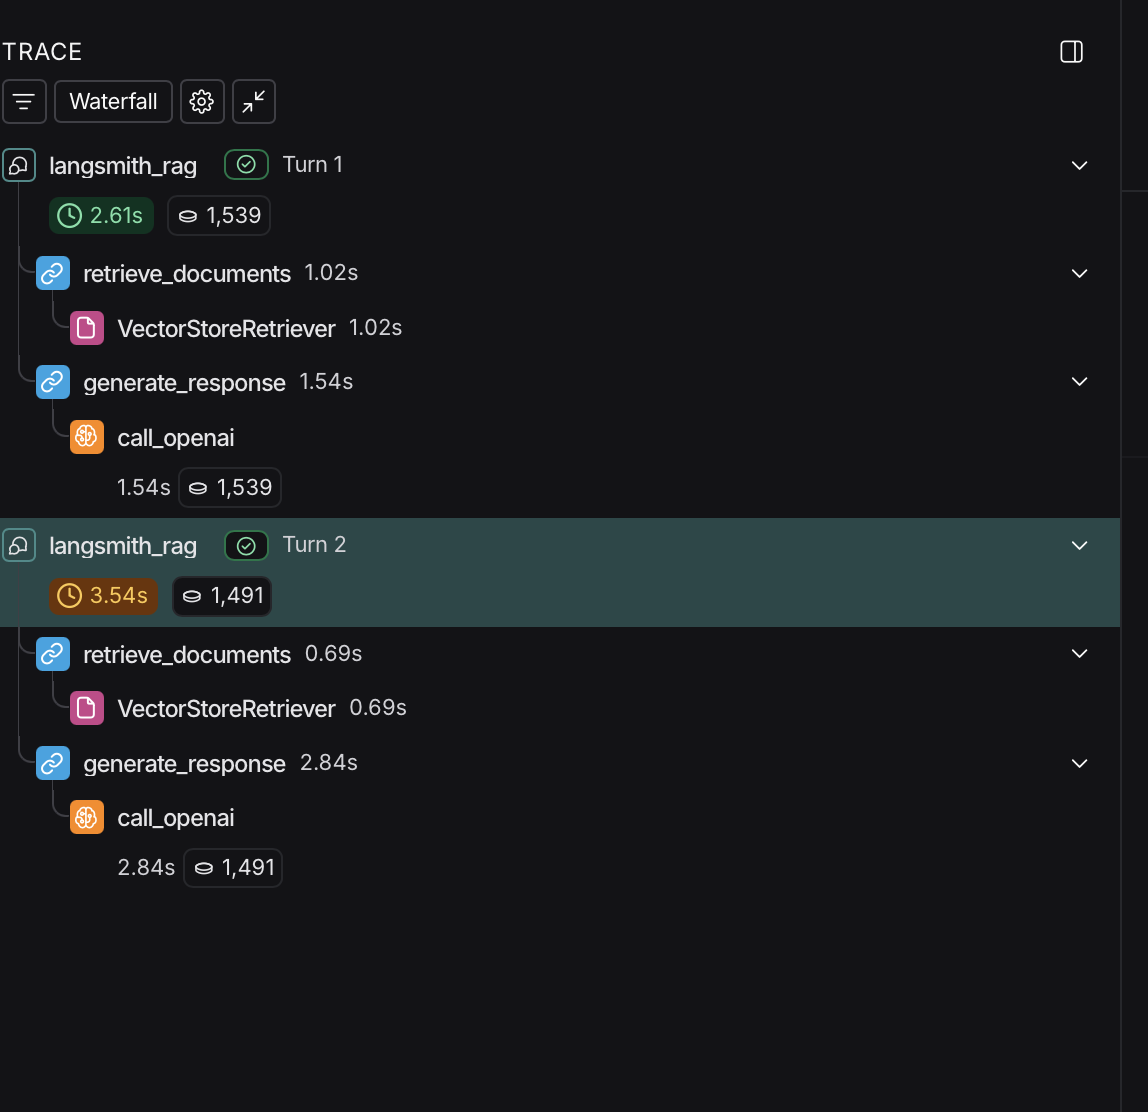 TRACE
Waterfall
langsmith_rag Turn 1
2.61s 1,539
retrieve_documents 1.02s
VectorStoreRetriever 1.02s
generate_response 1.54s
call_openai
1.54s 1,539
langsmith_rag Turn 2
3.54s 1,491
retrieve_documents 0.69s
VectorStoreRetriever 0.69s
generate_response 2.84s
call_openai
2.84s 1,491